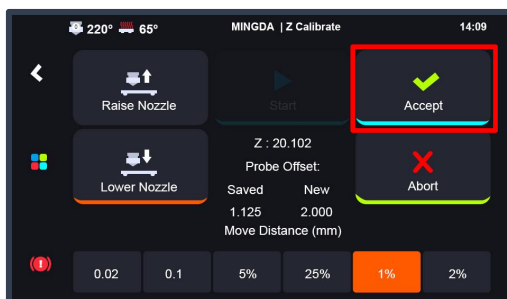 220° 65° MINGDA | Z Calibrate 14:09
Raise Nozzle Start Accept
Z : 20.102
Probe Offset:
Lower Nozzle Saved New Abort
1.125 2.000
Move Distance (mm)
0.02 0.1 5% 25% 1% 2%